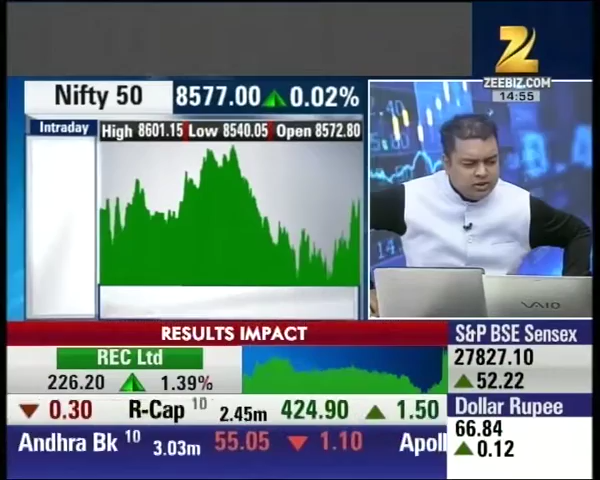 Z
ZEEBIZ.COM
14:55
Nifty 50 8577.00 ▲ 0.02%
Intraday High 8601.15 Low 8540.05 Open 8572.80
VAIO
RESULTS IMPACT
REC Ltd
226.20 ▲ 1.39%
S&P BSE Sensex
27827.10
▲ 52.22
▼ 0.30 R-Cap 10 2.45m 424.90 ▲ 1.50
Dollar Rupee
66.84
▲ 0.12
Andhra Bk 10 3.03m 55.05 ▼ 1.10 Apoll